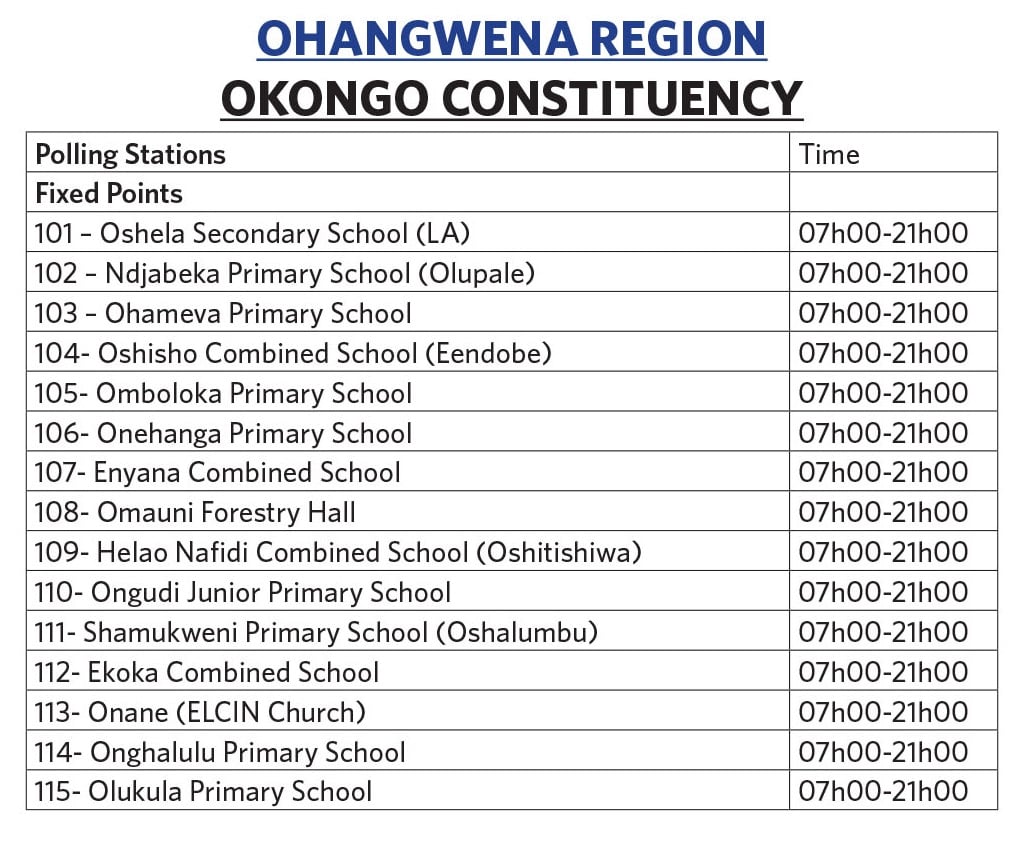 OHANGWENA REGION
OKONGO CONSTITUENCY
Polling Stations Time
Fixed Points
101 – Oshela Secondary School (LA) 07h00-21h00
102 – Ndjabeka Primary School (Olupale) 07h00-21h00
103 – Ohameva Primary School 07h00-21h00
104- Oshisho Combined School (Eendobe) 07h00-21h00
105- Omboloka Primary School 07h00-21h00
106- Onehanga Primary School 07h00-21h00
107- Enyana Combined School 07h00-21h00
108- Omauni Forestry Hall 07h00-21h00
109- Helao Nafidi Combined School (Oshitishiwa) 07h00-21h00
110- Ongudi Junior Primary School 07h00-21h00
111- Shamukweni Primary School (Oshalumbu) 07h00-21h00
112- Ekoka Combined School 07h00-21h00
113- Onane (ELCIN Church) 07h00-21h00
114- Onghalulu Primary School 07h00-21h00
115- Olukula Primary School 07h00-21h00